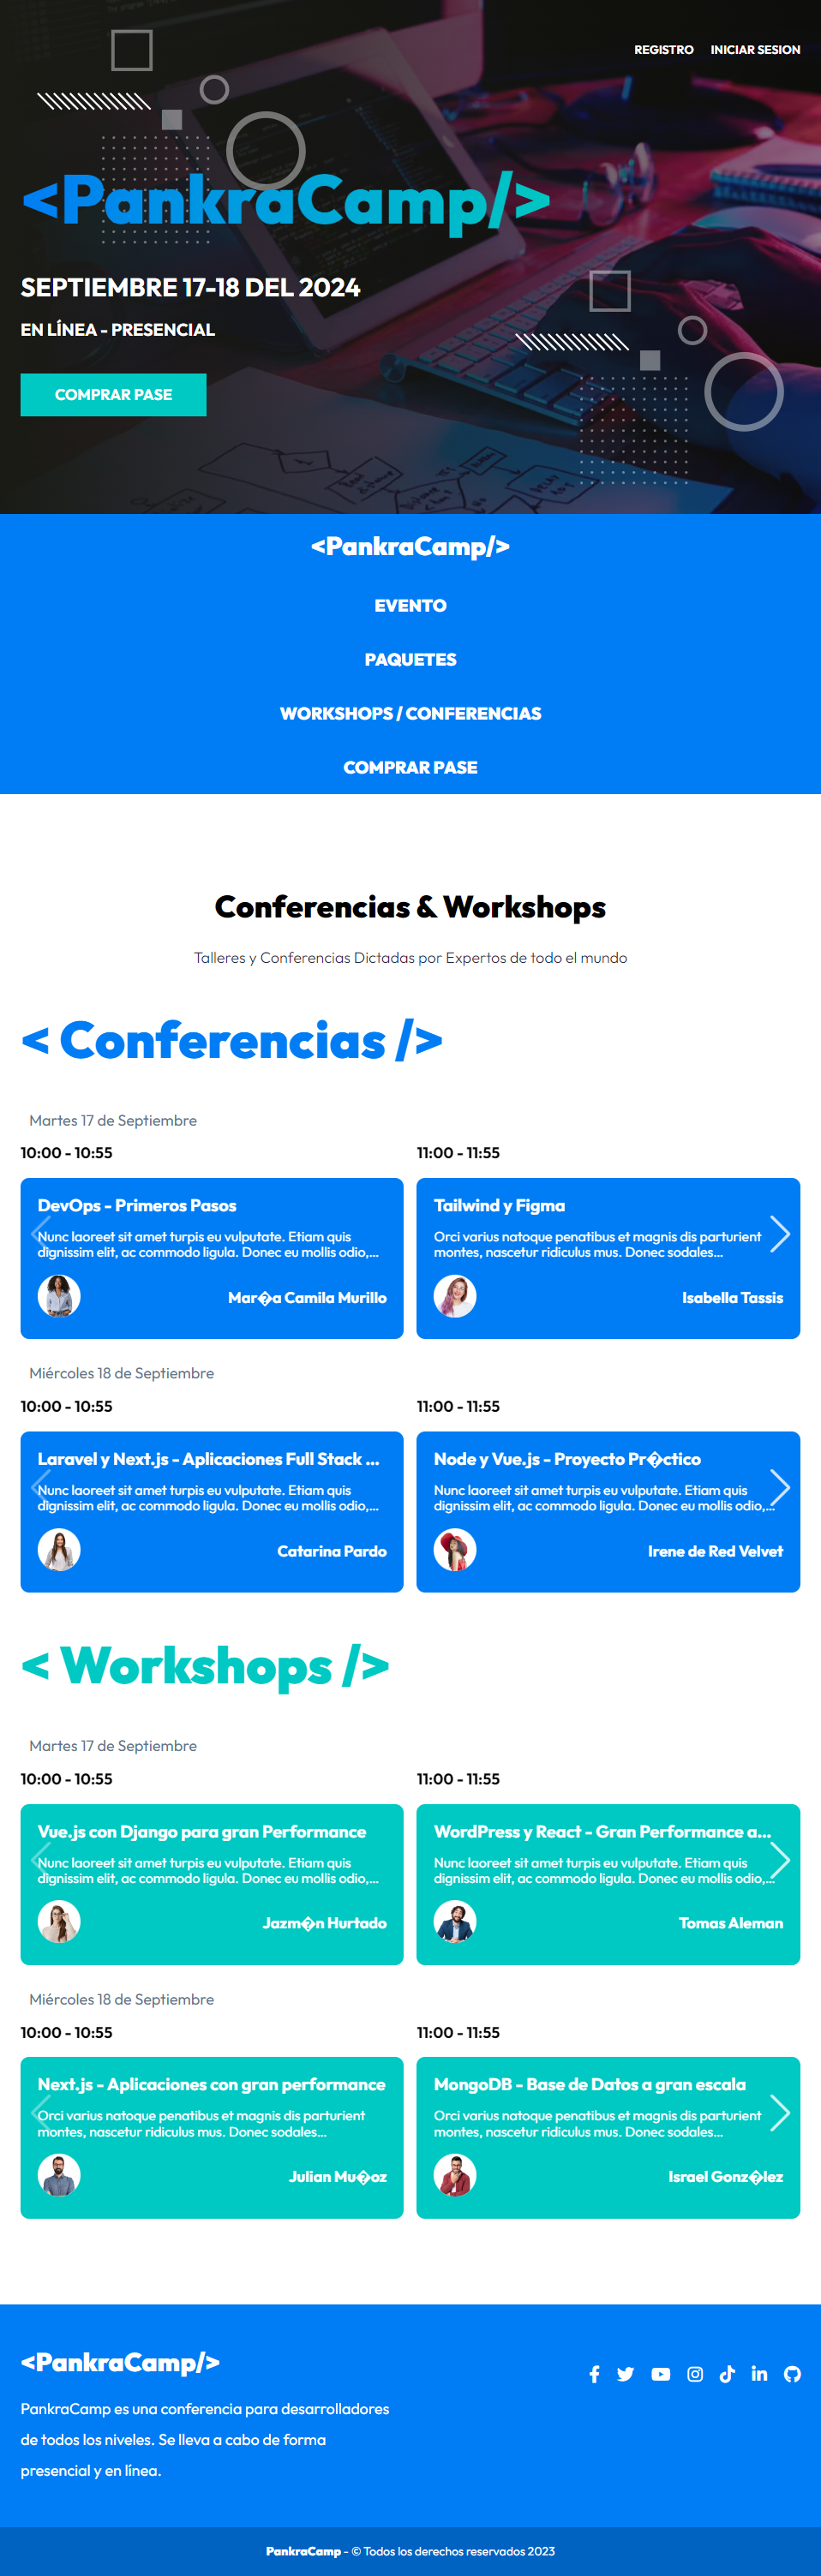 REGISTRO INICIAR SESION
<PankraCamp/>
SEPTIEMBRE 17-18 DEL 2024
EN LÍNEA - PRESENCIAL
COMPRAR PASE
<PankraCamp/>
EVENTO
PAQUETES
WORKSHOPS / CONFERENCIAS
COMPRAR PASE
Conferencias & Workshops
Talleres y Conferencias Dictadas por Expertos de todo el mundo
< Conferencias />
Martes 17 de Septiembre
10:00 - 10:55
DevOps - Primeros Pasos
Nunc laoreet sit amet turpis eu vulputate. Etiam quis
dignissim elit, ac commodo ligula. Donec eu mollis odio,...
Mar�a Camila Murillo
11:00 - 11:55
Tailwind y Figma
Orci varius natoque penatibus et magnis dis parturient
montes, nascetur ridiculus mus. Donec sodales...
Isabella Tassis
Miércoles 18 de Septiembre
10:00 - 10:55
Laravel y Next.js - Aplicaciones Full Stack ...
Nunc laoreet sit amet turpis eu vulputate. Etiam quis
dignissim elit, ac commodo ligula. Donec eu mollis odio,...
Catarina Pardo
11:00 - 11:55
Node y Vue.js - Proyecto Pr�ctico
Nunc laoreet sit amet turpis eu vulputate. Etiam quis
dignissim elit, ac commodo ligula. Donec eu mollis odio,...
Irene de Red Velvet
< Workshops />
Martes 17 de Septiembre
10:00 - 10:55
Vue.js con Django para gran Performance
Nunc laoreet sit amet turpis eu vulputate. Etiam quis
dignissim elit, ac commodo ligula. Donec eu mollis odio,...
Jazm�n Hurtado
11:00 - 11:55
WordPress y React - Gran Performance a...
Nunc laoreet sit amet turpis eu vulputate. Etiam quis
dignissim elit, ac commodo ligula. Donec eu mollis odio,...
Tomas Aleman
Miércoles 18 de Septiembre
10:00 - 10:55
Next.js - Aplicaciones con gran performance
Orci varius natoque penatibus et magnis dis parturient
montes, nascetur ridiculus mus. Donec sodales...
Julian Mu�oz
11:00 - 11:55
MongoDB - Base de Datos a gran escala
Orci varius natoque penatibus et magnis dis parturient
montes, nascetur ridiculus mus. Donec sodales...
Israel Gonz�lez
<PankraCamp/>
PankraCamp es una conferencia para desarrolladores
de todos los niveles. Se lleva a cabo de forma
presencial y en línea.
PankraCamp - © Todos los derechos reservados 2023